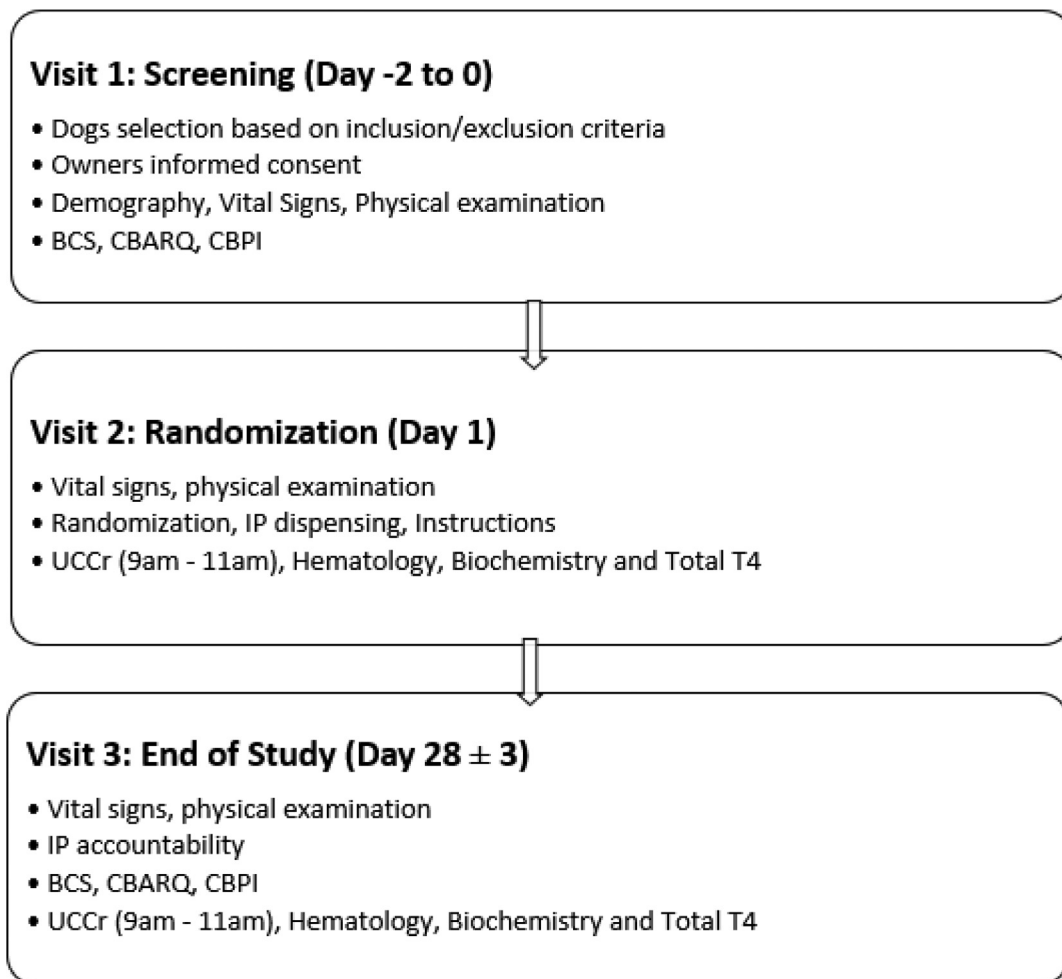 Visit 1: Screening (Day -2 to 0)
• Dogs selection based on inclusion/exclusion criteria
• Owners informed consent
• Demography, Vital Signs, Physical examination
• BCS, CBARQ, CBPI
Visit 2: Randomization (Day 1)
• Vital signs, physical examination
• Randomization, IP dispensing, Instructions
• UCCr (9am - 11am), Hematology, Biochemistry and Total T4
Visit 3: End of Study (Day 28 ± 3)
• Vital signs, physical examination
• IP accountability
• BCS, CBARQ, CBPI
• UCCr (9am - 11am), Hematology, Biochemistry and Total T4